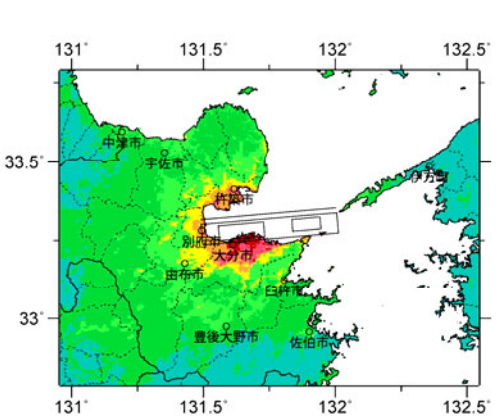 131° 131.5° 132° 132.5°
中津市
宇佐市
33.5°
伊方町
杵築市
別府市
大分市
由布市
臼杵市
33°
豊後大野市
佐伯市
131° 131.5° 132° 132.5°